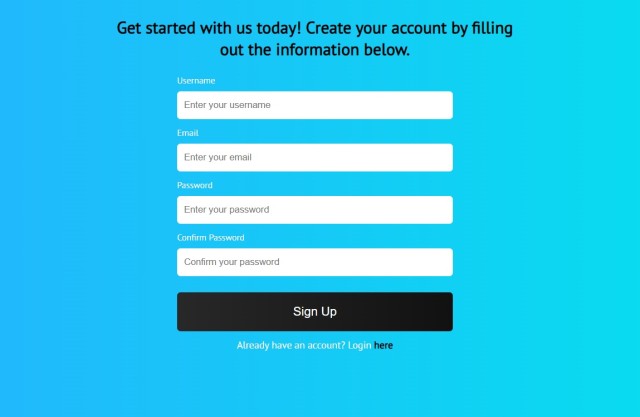 Get started with us today! Create your account by filling
out the information below.
Username
Enter your username
Email
Enter your email
Password
Enter your password
Confirm Password
Confirm your password
Sign Up
Already have an account? Login here